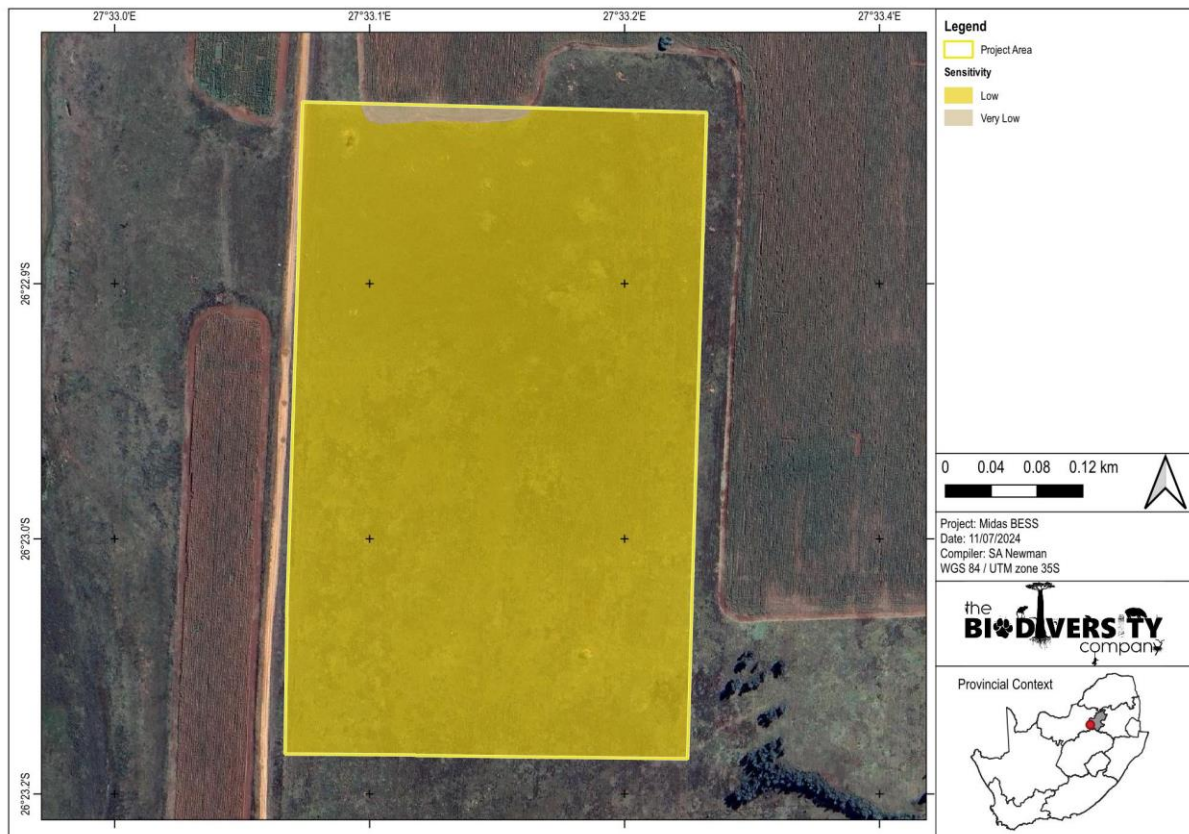 27°33.0'E
27°33.1'E
27°33.2'E
27°33.4'E
26°22.9'S
26°23.0'S
26°23.2'S
Legend
Project Area
Sensitivity
Low
Very Low
0 0.04 0.08 0.12 km
Project: Midas BESS
Date: 11/07/2024
Compiler: SA Newman
WGS 84 / UTM zone 35S
the
BIODIVERSITY
company
Provincial Context